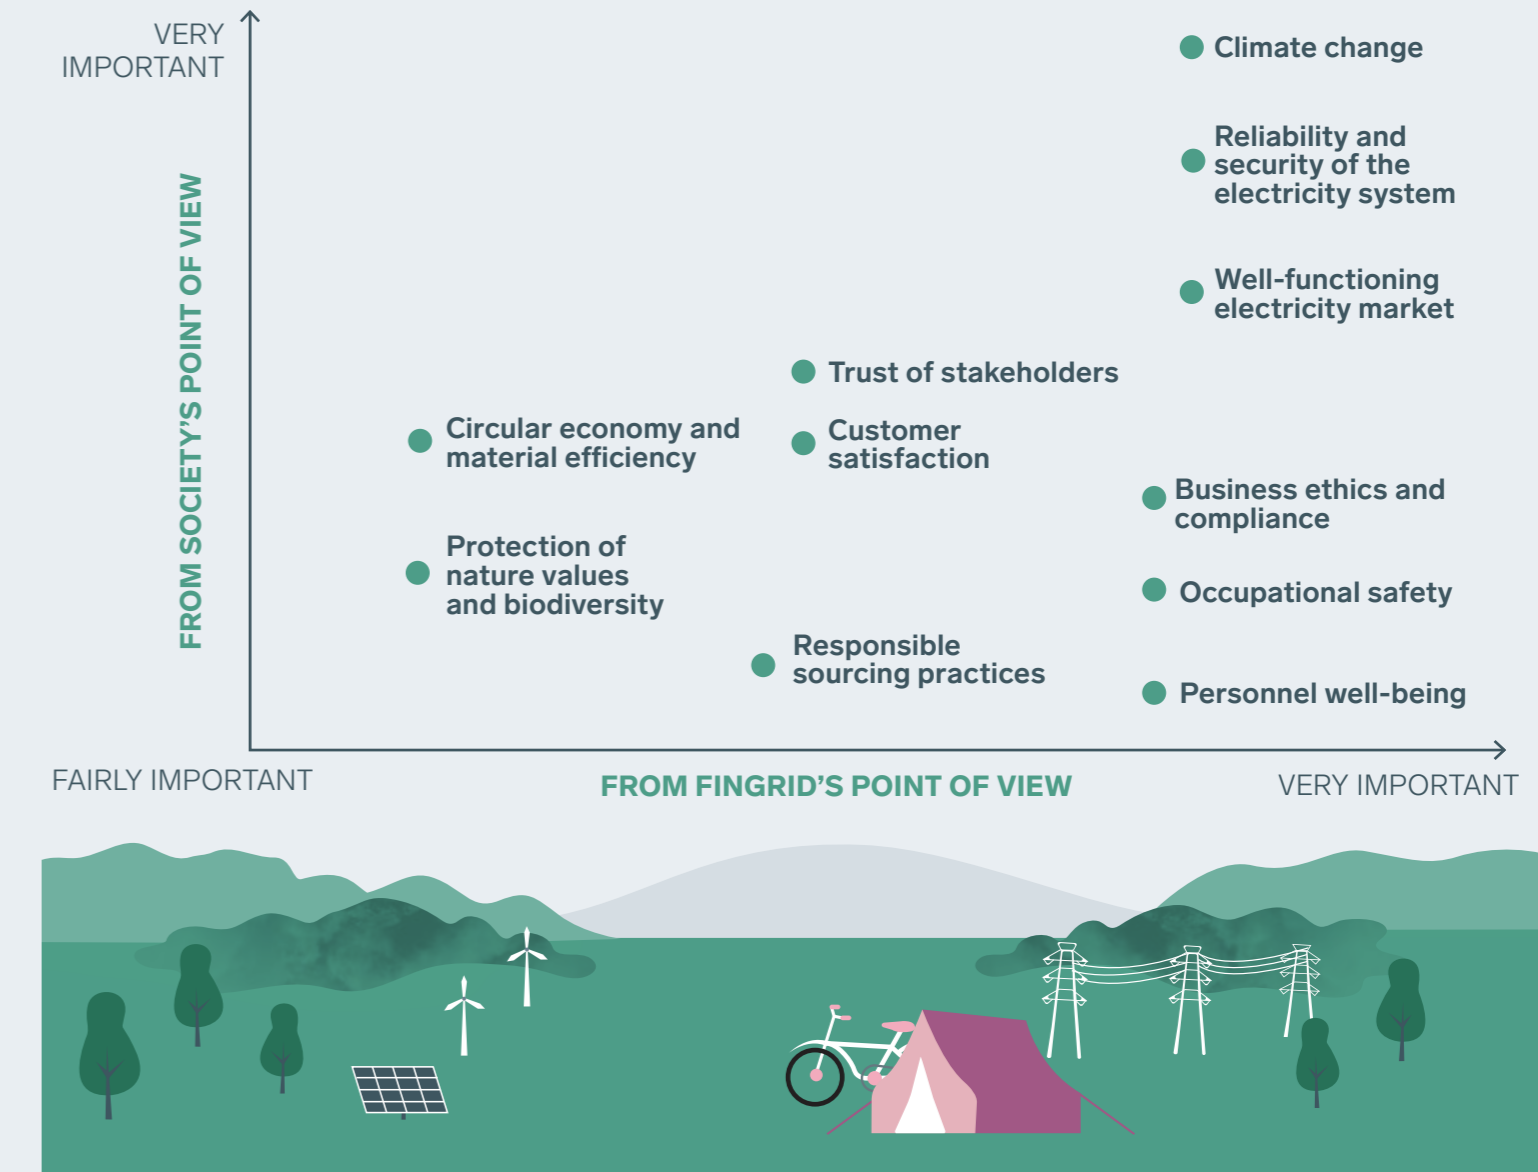 VERY
IMPORTANT
FROM SOCIETY'S POINT OF VIEW
Climate change
Reliability and
security of the
electricity system
Well-functioning
electricity market
Trust of stakeholders
Circular economy and
material efficiency
Customer
satisfaction
Business ethics and
compliance
Protection of
nature values
and biodiversity
Occupational safety
Responsible
sourcing practices
Personnel well-being
FAIRLY IMPORTANT
FROM FINGRID'S POINT OF VIEW
VERY IMPORTANT